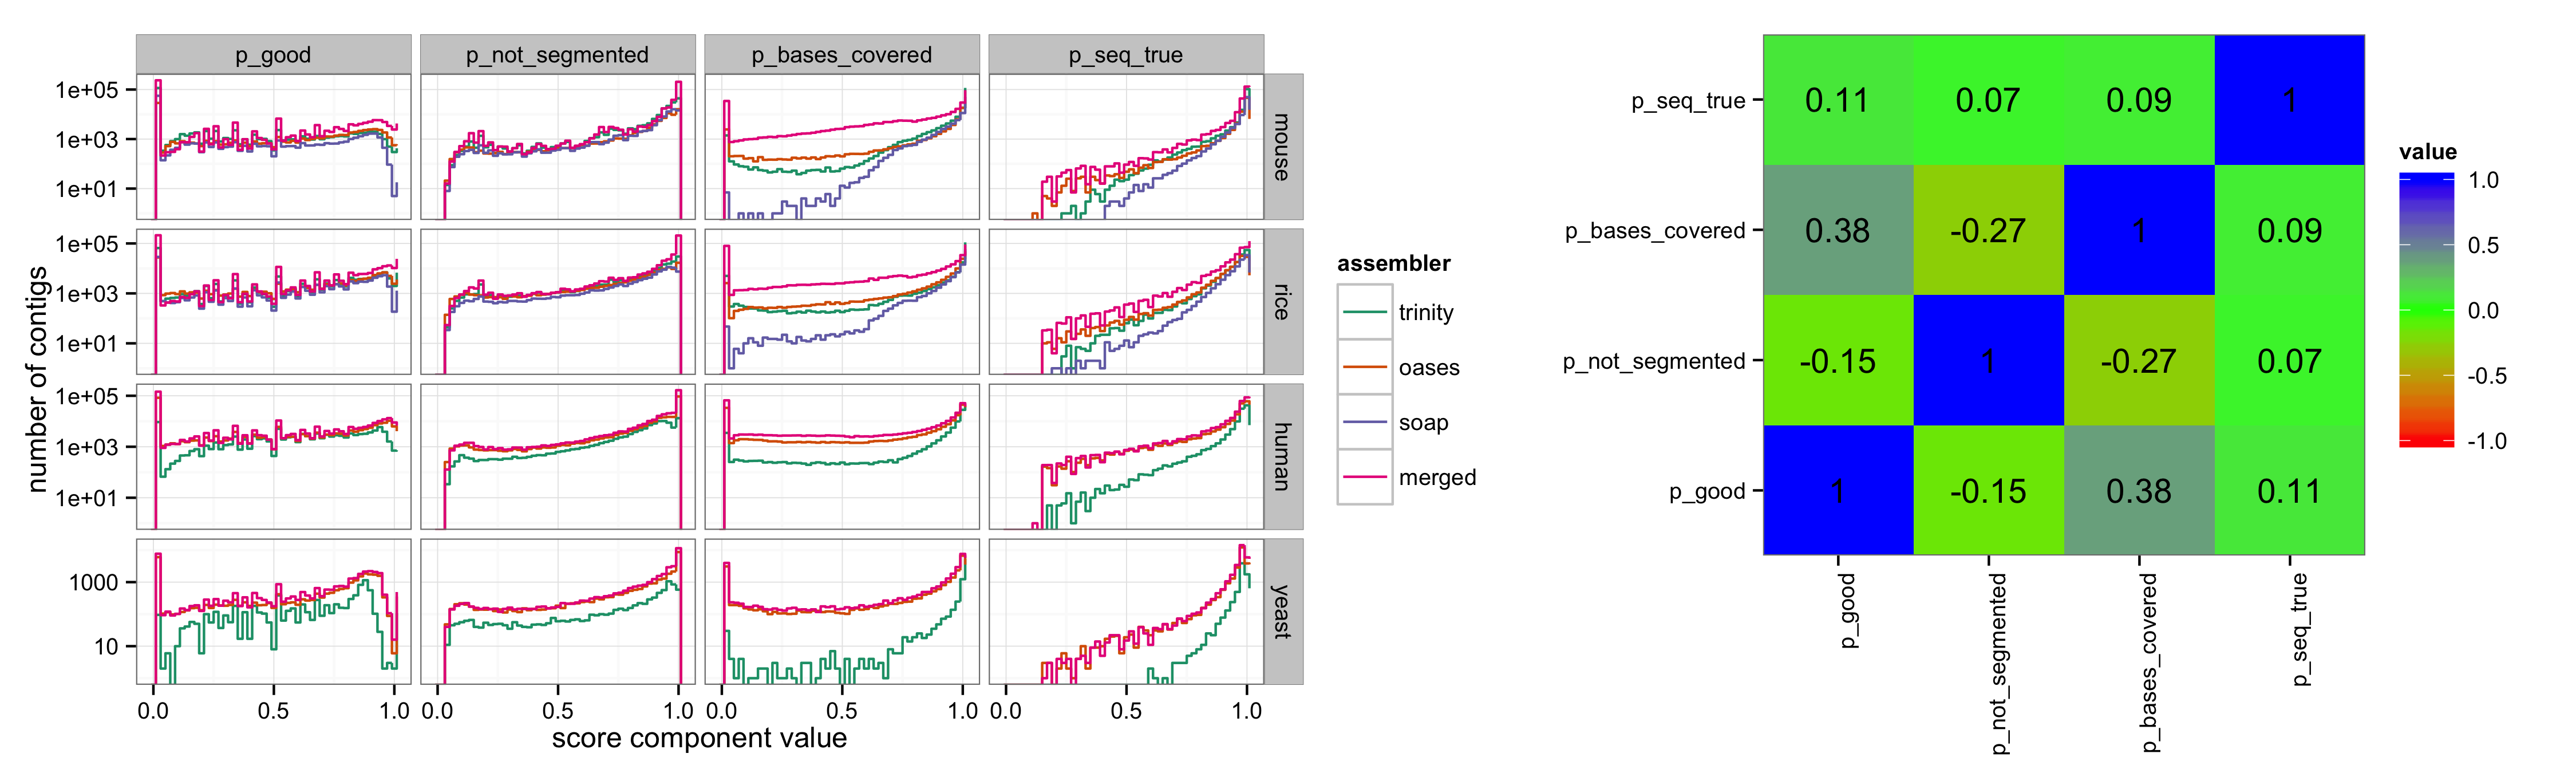 p_good p_not_segmented p_bases_covered p_seq_true
1e+05
1e+03
1e+01
mouse
1e+05
1e+03
1e+01
rice
1e+05
1e+03
1e+01
human
1000
10
yeast
0.0 0.5 1.0 0.0 0.5 1.0 0.0 0.5 1.0 0.0 0.5 1.0
score component value
number of contigs
assembler
trinity
oases
soap
merged
p_seq_true 0.11 0.07 0.09 1
p_bases_covered 0.38 -0.27 1 0.09
p_not_segmented -0.15 1 -0.27 0.07
p_good 1 -0.15 0.38 0.11
p_good
p_not_segmented
p_bases_covered
p_seq_true
value
1.0
0.5
0.0
-0.5
-1.0